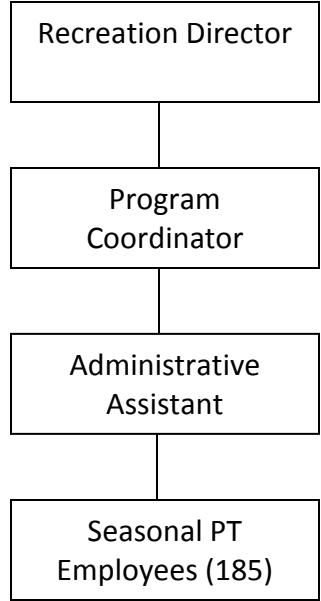 Recreation Director
Program
Coordinator
Administrative
Assistant
Seasonal PT
Employees (185)